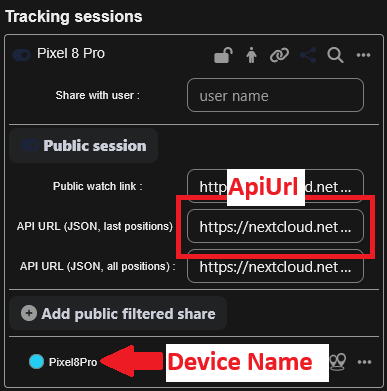 Tracking sessions
Pixel 8 Pro
Share with user :
user name
Public session
Public watch link :
ApiUrl
.net ...
API URL (JSON, last positions)
https://nextcloud.net ...
API URL (JSON, all positions) :
https://nextcloud.net ...
Add public filtered share
Pixel8Pro
Device Name